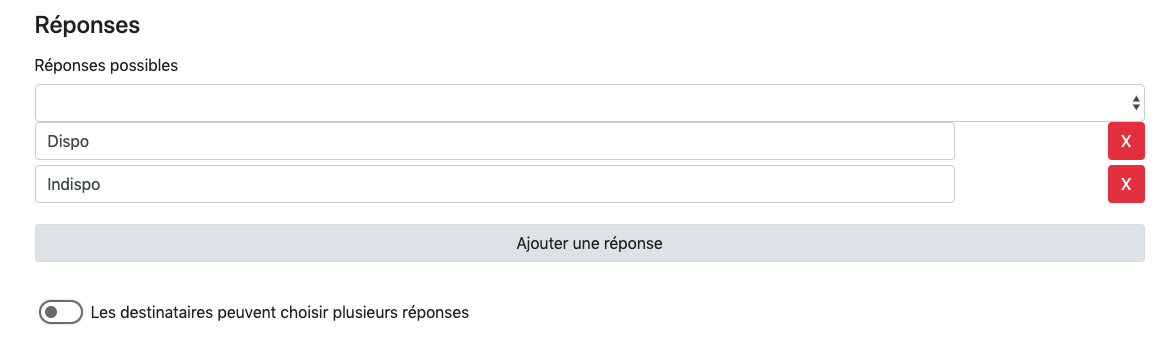 Réponses
Réponses possibles
Dispo
X
Indispo
X
Ajouter une réponse
Les destinataires peuvent choisir plusieurs réponses